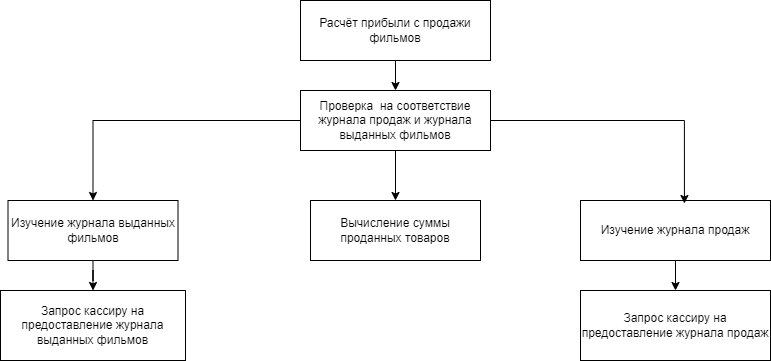 Расчёт прибыли с продажи
фильмов
Проверка на соответствие
журнала продаж и журнала
выданных фильмов
Изучение журнала выданных
фильмов
Вычисление суммы
проданных товаров
Изучение журнала продаж
Запрос кассиру на
предоставление журнала
выданных фильмов
Запрос кассиру на
предоставление журнала продаж